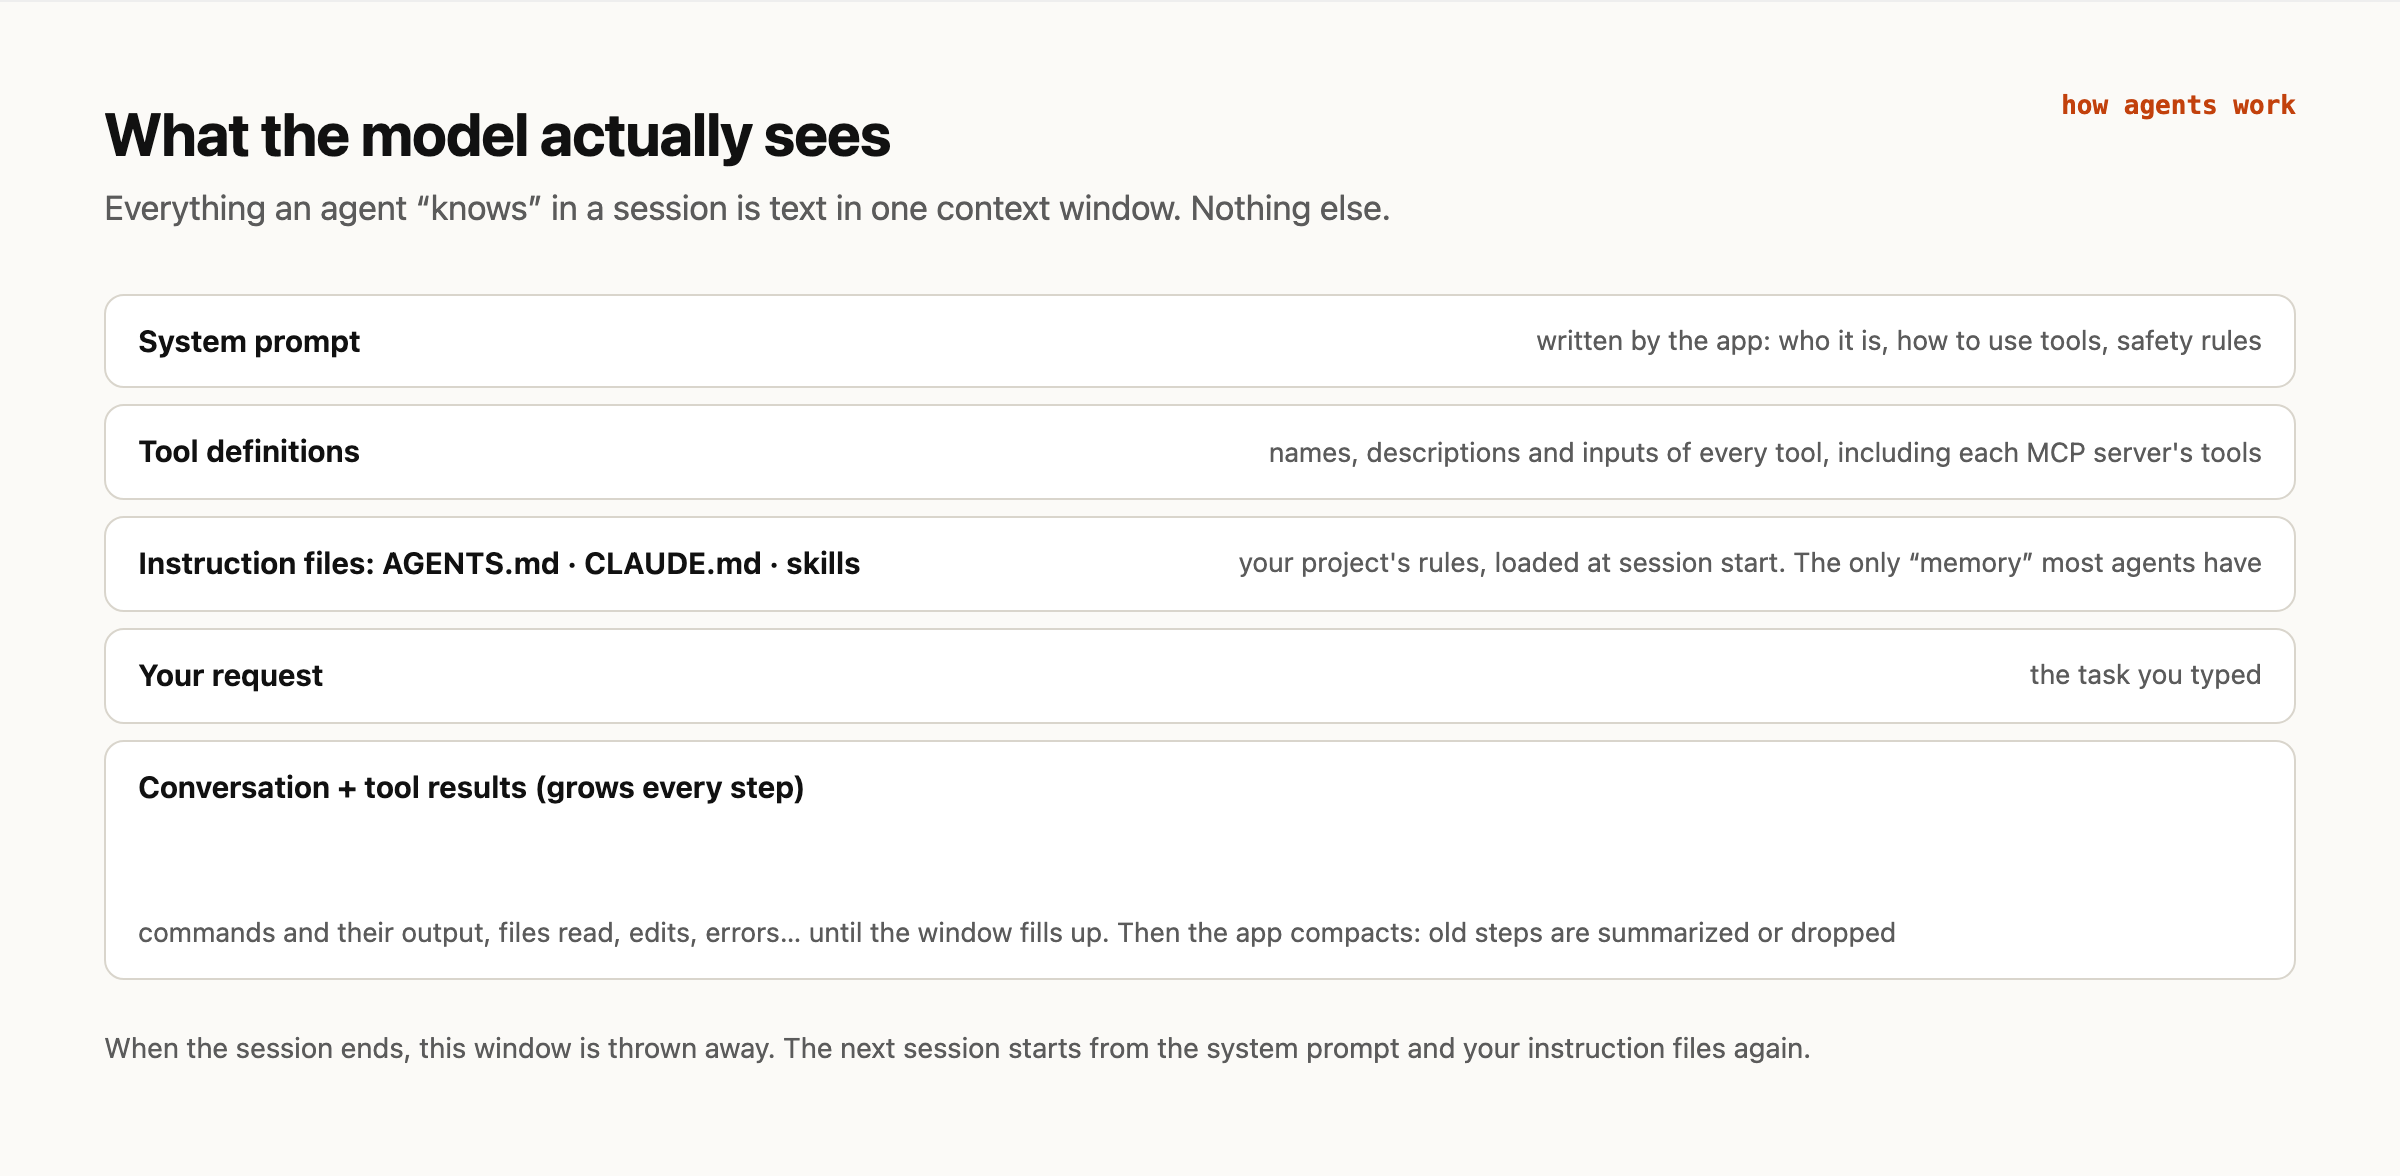 how agents work
What the model actually sees
Everything an agent “knows” in a session is text in one context window. Nothing else.
System prompt
written by the app: who it is, how to use tools, safety rules
Tool definitions
names, descriptions and inputs of every tool, including each MCP server's tools
Instruction files: AGENTS.md · CLAUDE.md · skills
your project's rules, loaded at session start. The only “memory” most agents have
Your request
the task you typed
Conversation + tool results (grows every step)
commands and their output, files read, edits, errors... until the window fills up. Then the app compacts: old steps are summarized or dropped
When the session ends, this window is thrown away. The next session starts from the system prompt and your instruction files again.